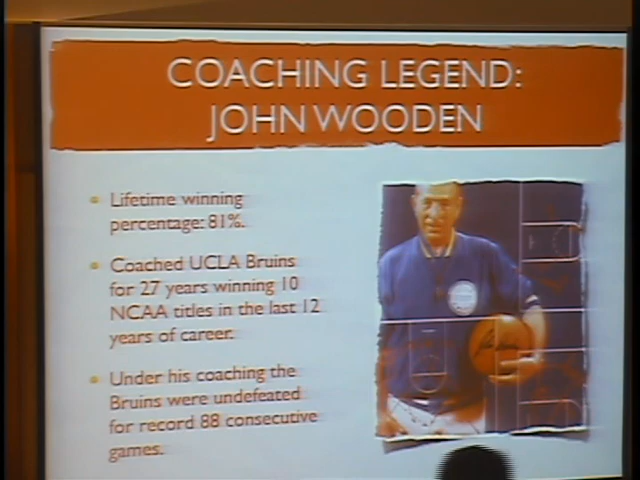 COACHING LEGEND:
JOHN WOODEN
Lifetime winning
percentage: 81%.
Coached UCLA Bruins
for 27 years winning 10
NCAA titles in the last 12
years of career.
Under his coaching the
Bruins were undefeated
for record 88 consecutive
games.